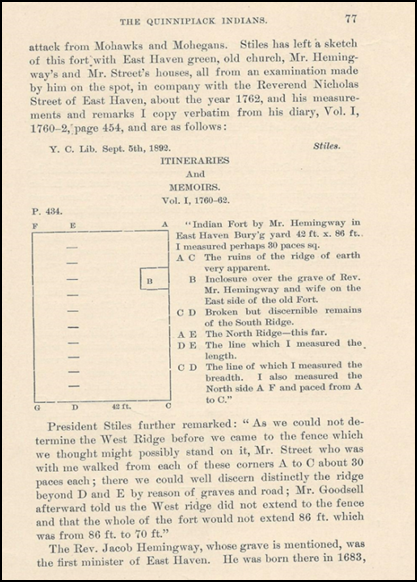 THE QUINNIPIACK INDIANS. 77
attack from Mohawks and Mohegans. Stiles has left a sketch
of this fort with East Haven green, old church, Mr. Heming-
way's and Mr. Street's houses, all from an examination made
by him on the spot, in company with the Reverend Nicholas
Street of East Haven, about the year 1762, and his measure-
ments and remarks I copy verbatim from his diary, Vol. I,
1760–2, page 454, and are as follows:
Y. C. Lib. Sept. 5th, 1892. Stiles.
ITINERARIES
And
MEMOIRS.
Vol. I, 1760-62.
P. 434.
F E A
B
G D 42 ft. C
"Indian Fort by Mr. Hemingway in
East Haven Bury'g yard 42 ft. x. 86 ft.
I measured perhaps 30 paces sq.
A C The ruins of the ridge of earth
very apparent.
B Inclosure over the grave of Rev.
Mr. Hemingway and wife on the
East side of the old Fort.
C D Broken but discernible remains
of the South Ridge.
A E The North Ridge—this far.
D E The line which I measured the
length.
C D The line of which I measured the
breadth. I also measured the
North side A F and paced from A
to C."
President Stiles further remarked: "As we could not de-
termine the West Ridge before we came to the fence which
we thought might possibly stand on it, Mr. Street who was
with me walked from each of these corners A to C about 30
paces each; there we could well discern distinctly the ridge
beyond D and E by reason of graves and road; Mr. Goodsell
afterward told us the West ridge did not extend to the fence
and that the whole of the fort would not extend 86 ft. which
was from 86 ft. to 70 ft."
The Rev. Jacob Hemingway, whose grave is mentioned, was
the first minister of East Haven. He was born there in 1683,